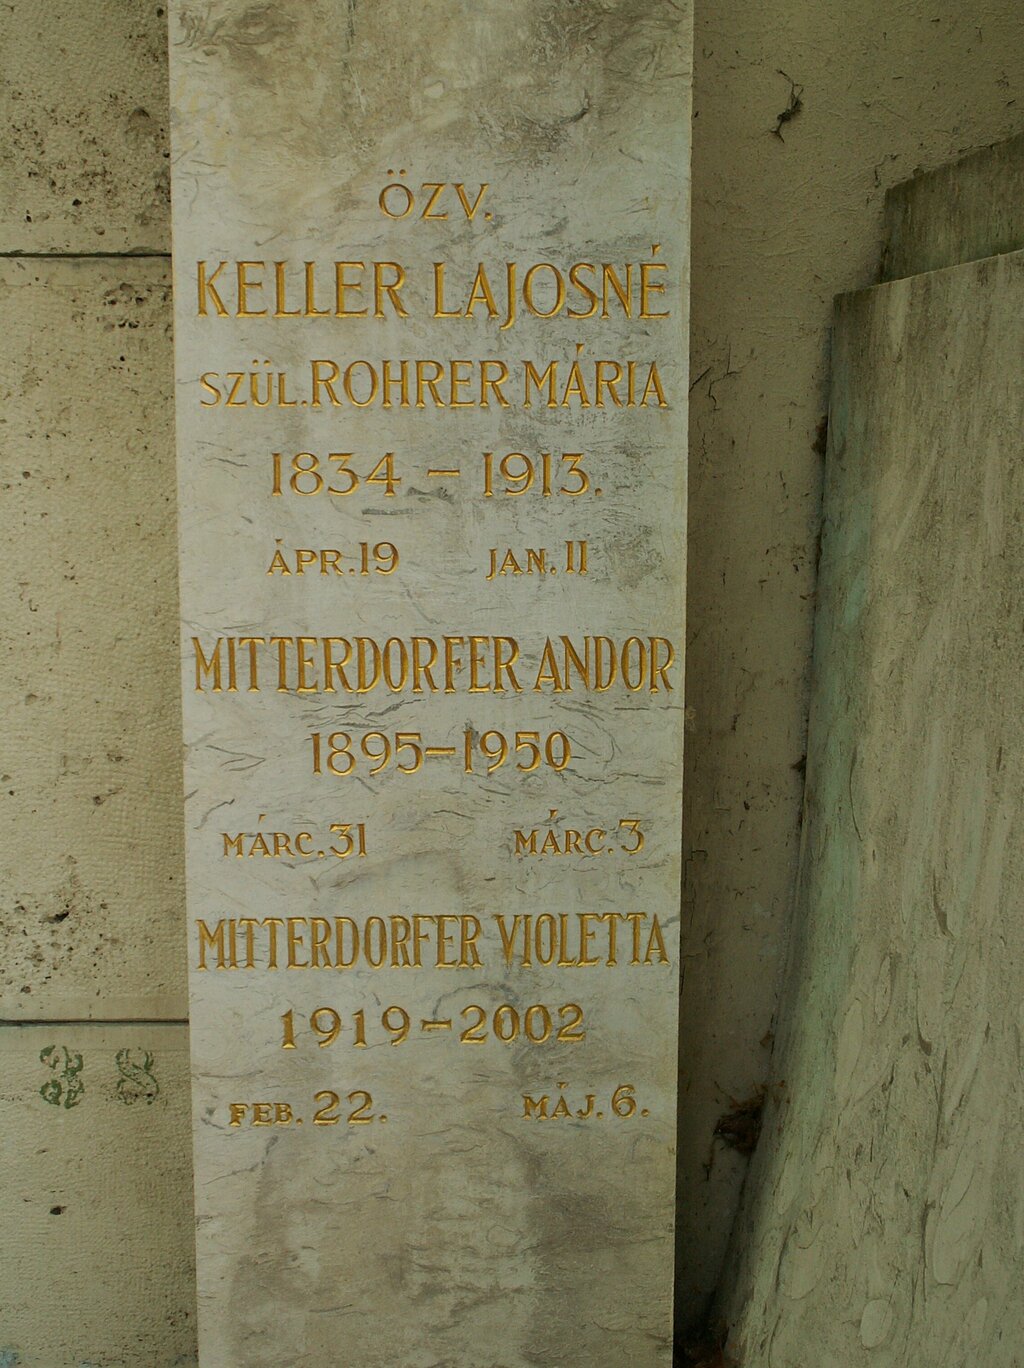 ÖZV.
KELLER LAJOSNÉ
SZÜL. ROHRER MÁRIA
1834 – 1913.
ÁPR. 19 JAN. 11
MITTERDORFER ANDOR
1895–1950
MÁRC. 31 MÁRC. 3
MITTERDORFER VIOLETTA
1919–2002
FEB. 22. MÁJ. 6.
38